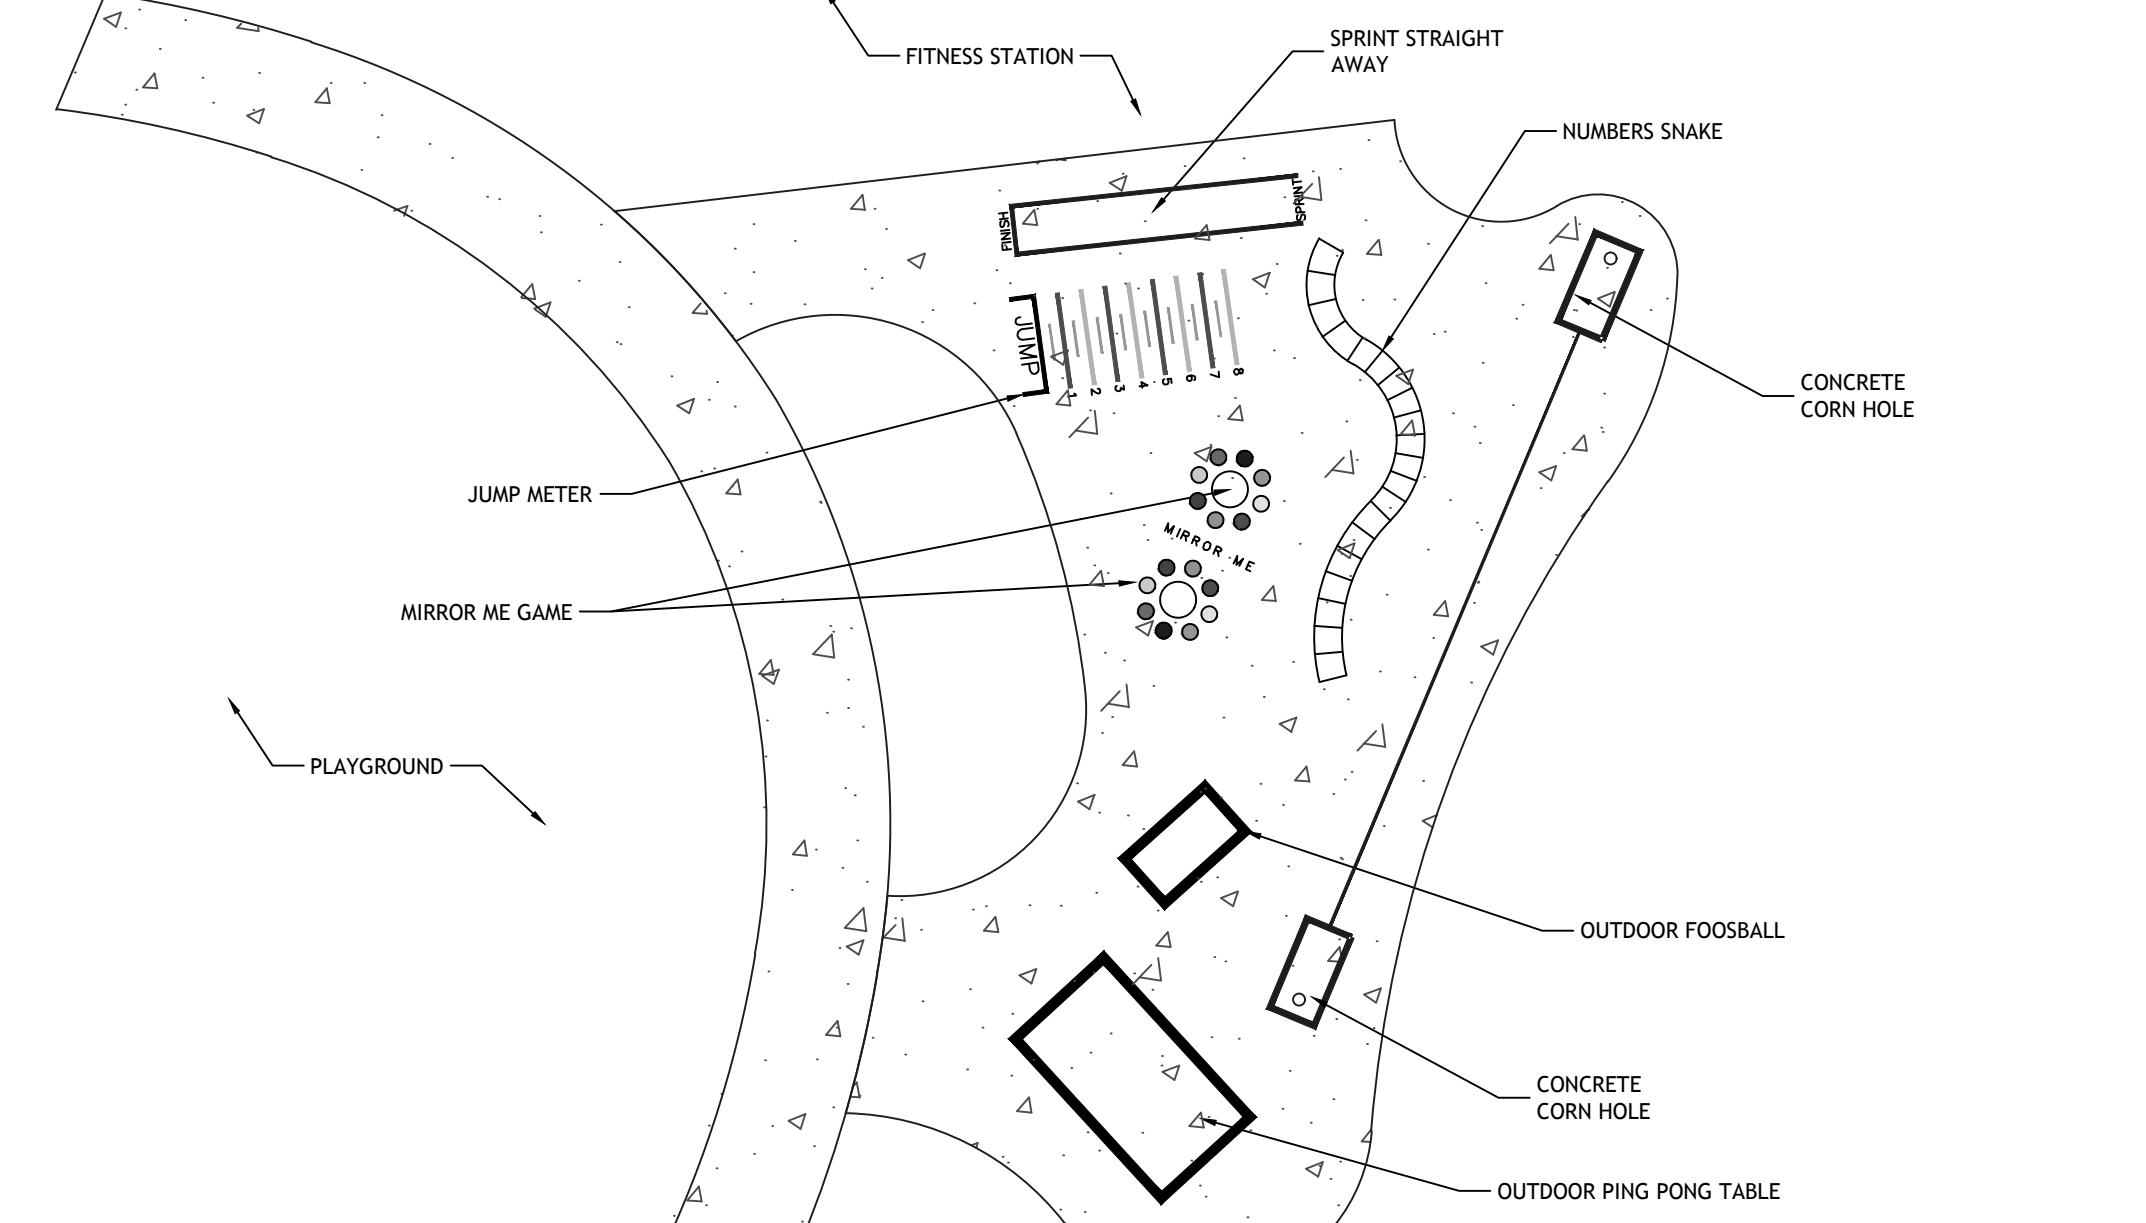 FITNESS STATION
SPRINT STRAIGHT
AWAY
NUMBERS SNAKE
FINISH
SPRINT
JUMP
1 2 3 4 5 6 7 8
CONCRETE
CORN HOLE
JUMP METER
MIRROR ME
MIRROR ME GAME
PLAYGROUND
OUTDOOR FOOSBALL
CONCRETE
CORN HOLE
OUTDOOR PING PONG TABLE